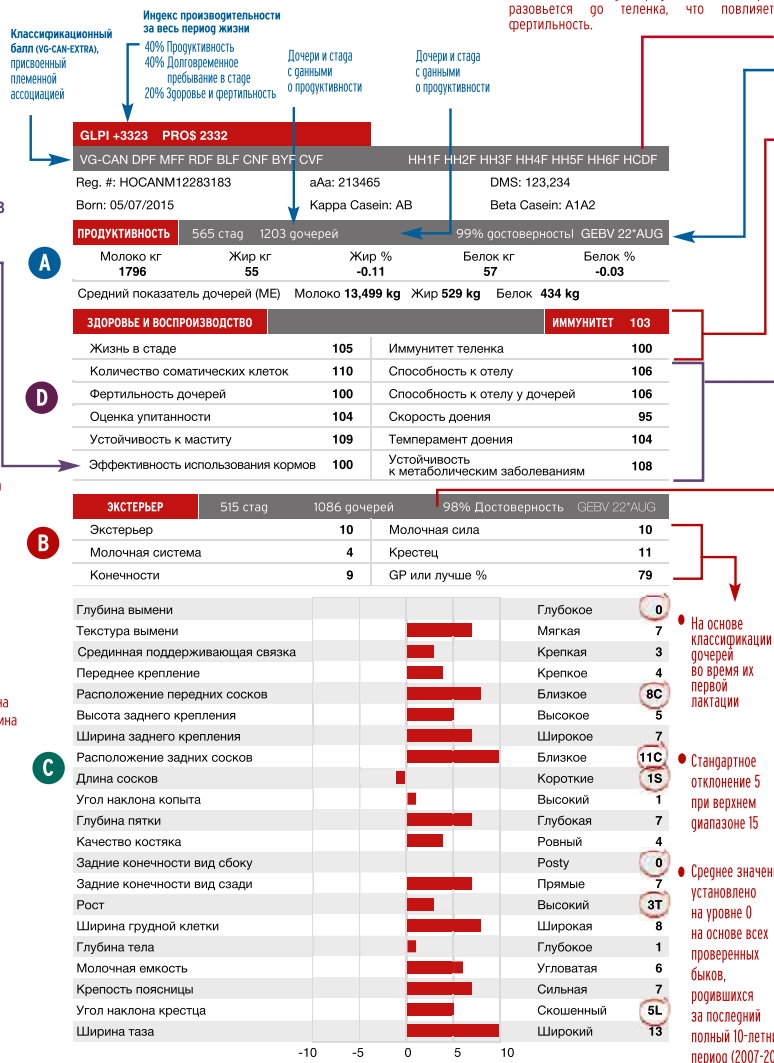 разовьется до теленка, что повлияет
фертильность.
Классификационный
балл (VG-CAN-EXTRA),
присвоенный
племенной
ассоциацией
Индекс производительности
за весь период жизни
40% Продуктивность
40% Долговременное
пребывание в стаде
20% Здоровье и фертильность
Дочери и стада
с данными
о продуктивности
Дочери и стада
с данными
о продуктивности
GLPI +3323 PRO$ 2332
VG-CAN DPF MFF RDF BLF CNF BYF CVF HH1F HH2F HH3F HH4F HH5F HH6F HCDF
Reg. #: HOCANM12283183 aAa: 213465 DMS: 123,234
Born: 05/07/2015 Kappa Casein: AB Beta Casein: A1A2
ПРОДУКТИВНОСТЬ 565 стад 1203 дочерей 99% достоверностьl GEBV 22*AUG
A
Молоко кг Жир кг Жир % Белок кг Белок %
1796 55 -0.11 57 -0.03
Средний показатель дочерей (ME) Молоко 13,499 kg Жир 529 kg Белок 434 kg
ЗДОРОВЬЕ И ВОСПРОИЗВОДСТВО ИММУНИТЕТ 103
Жизнь в стаде 105 Иммунитет теленка 100
Количество соматических клеток 110 Способность к отелу 106
D
Фертильность дочерей 100 Способность к отелу у дочерей 106
Оценка упитанности 104 Скорость доения 95
Устойчивость к маститу 109 Темперамент доения 104
Эффективность использования кормов 100 Устойчивость
к метаболическим заболеваниям 108
ЭКСТЕРЬЕР 515 стад 1086 дочерей 98% Достоверность GEBV 22*AUG
B
Экстерьер 10 Молочная сила 10
Молочная система 4 Крестец 11
Конечности 9 GP или лучше % 79
Глубина вымени Глубокое 0
Текстура вымени Мягкая 7
Срединная поддерживающая связка Крепкая 3
Переднее крепление Крепкое 4
Расположение передних сосков Близкое 8C
Высота заднего крепления Высокое 5
Ширина заднего крепления Широкое 7
Расположение задних сосков Близкое 11C
C
Длина сосков Короткие 1S
Угол наклона копыта Высокий 1
Глубина пятки Глубокая 7
Качество костяка Ровный 4
Задние конечности вид сбоку Posty 0
Задние конечности вид сзади Прямые 7
Рост Высокий 3T
Ширина грудной клетки Широкая 8
Глубина тела Глубокое 1
Молочная емкость Угловатая 6
Крепость поясницы Сильная 7
Угол наклона крестца Скошенный 5L
Ширина таза Широкий 13
-10 -5 0 5 10
На основе
классификации
дочерей
во время их
первой
лактации
Стандартное
отклонение 5
при верхнем
диапазоне 15
Среднее значени
установлено
на уровне 0
на основе всех
проверенных
быков,
родившихся
за последний
полный 10-летн
период (2007-20